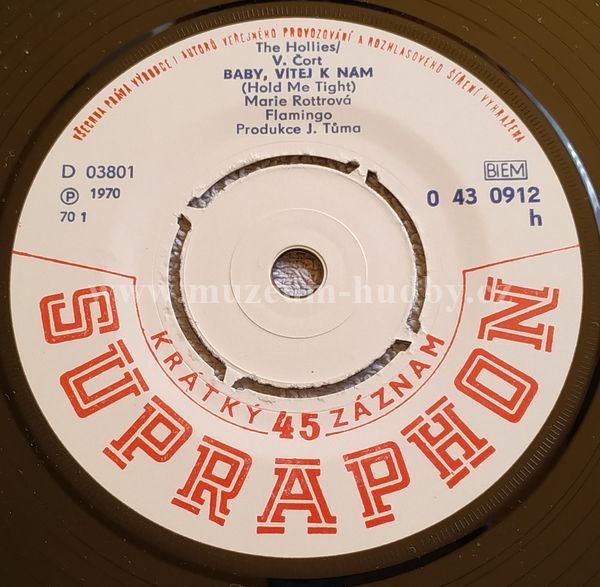 VŠECHNA PRÁVA VÝROBCE I AUTORŮ VEŘEJNÉHO PROVOZOVÁNÍ A ROZHLASOVÉHO ŠÍŘENÍ VYHRAŽENA
The Hollies/
V. Čort
BABY, VÍTEJ K NÁM
(Hold Me Tight)
Marie Rottrová
Flamingo
Produkce J. Tůma
D 03801
℗ 1970
70 1
BIEM
0 43 0912
h
www.muzeum-hudby.cz
KRÁTKÝ 45 ZÁZNAM
SUPRAPHON